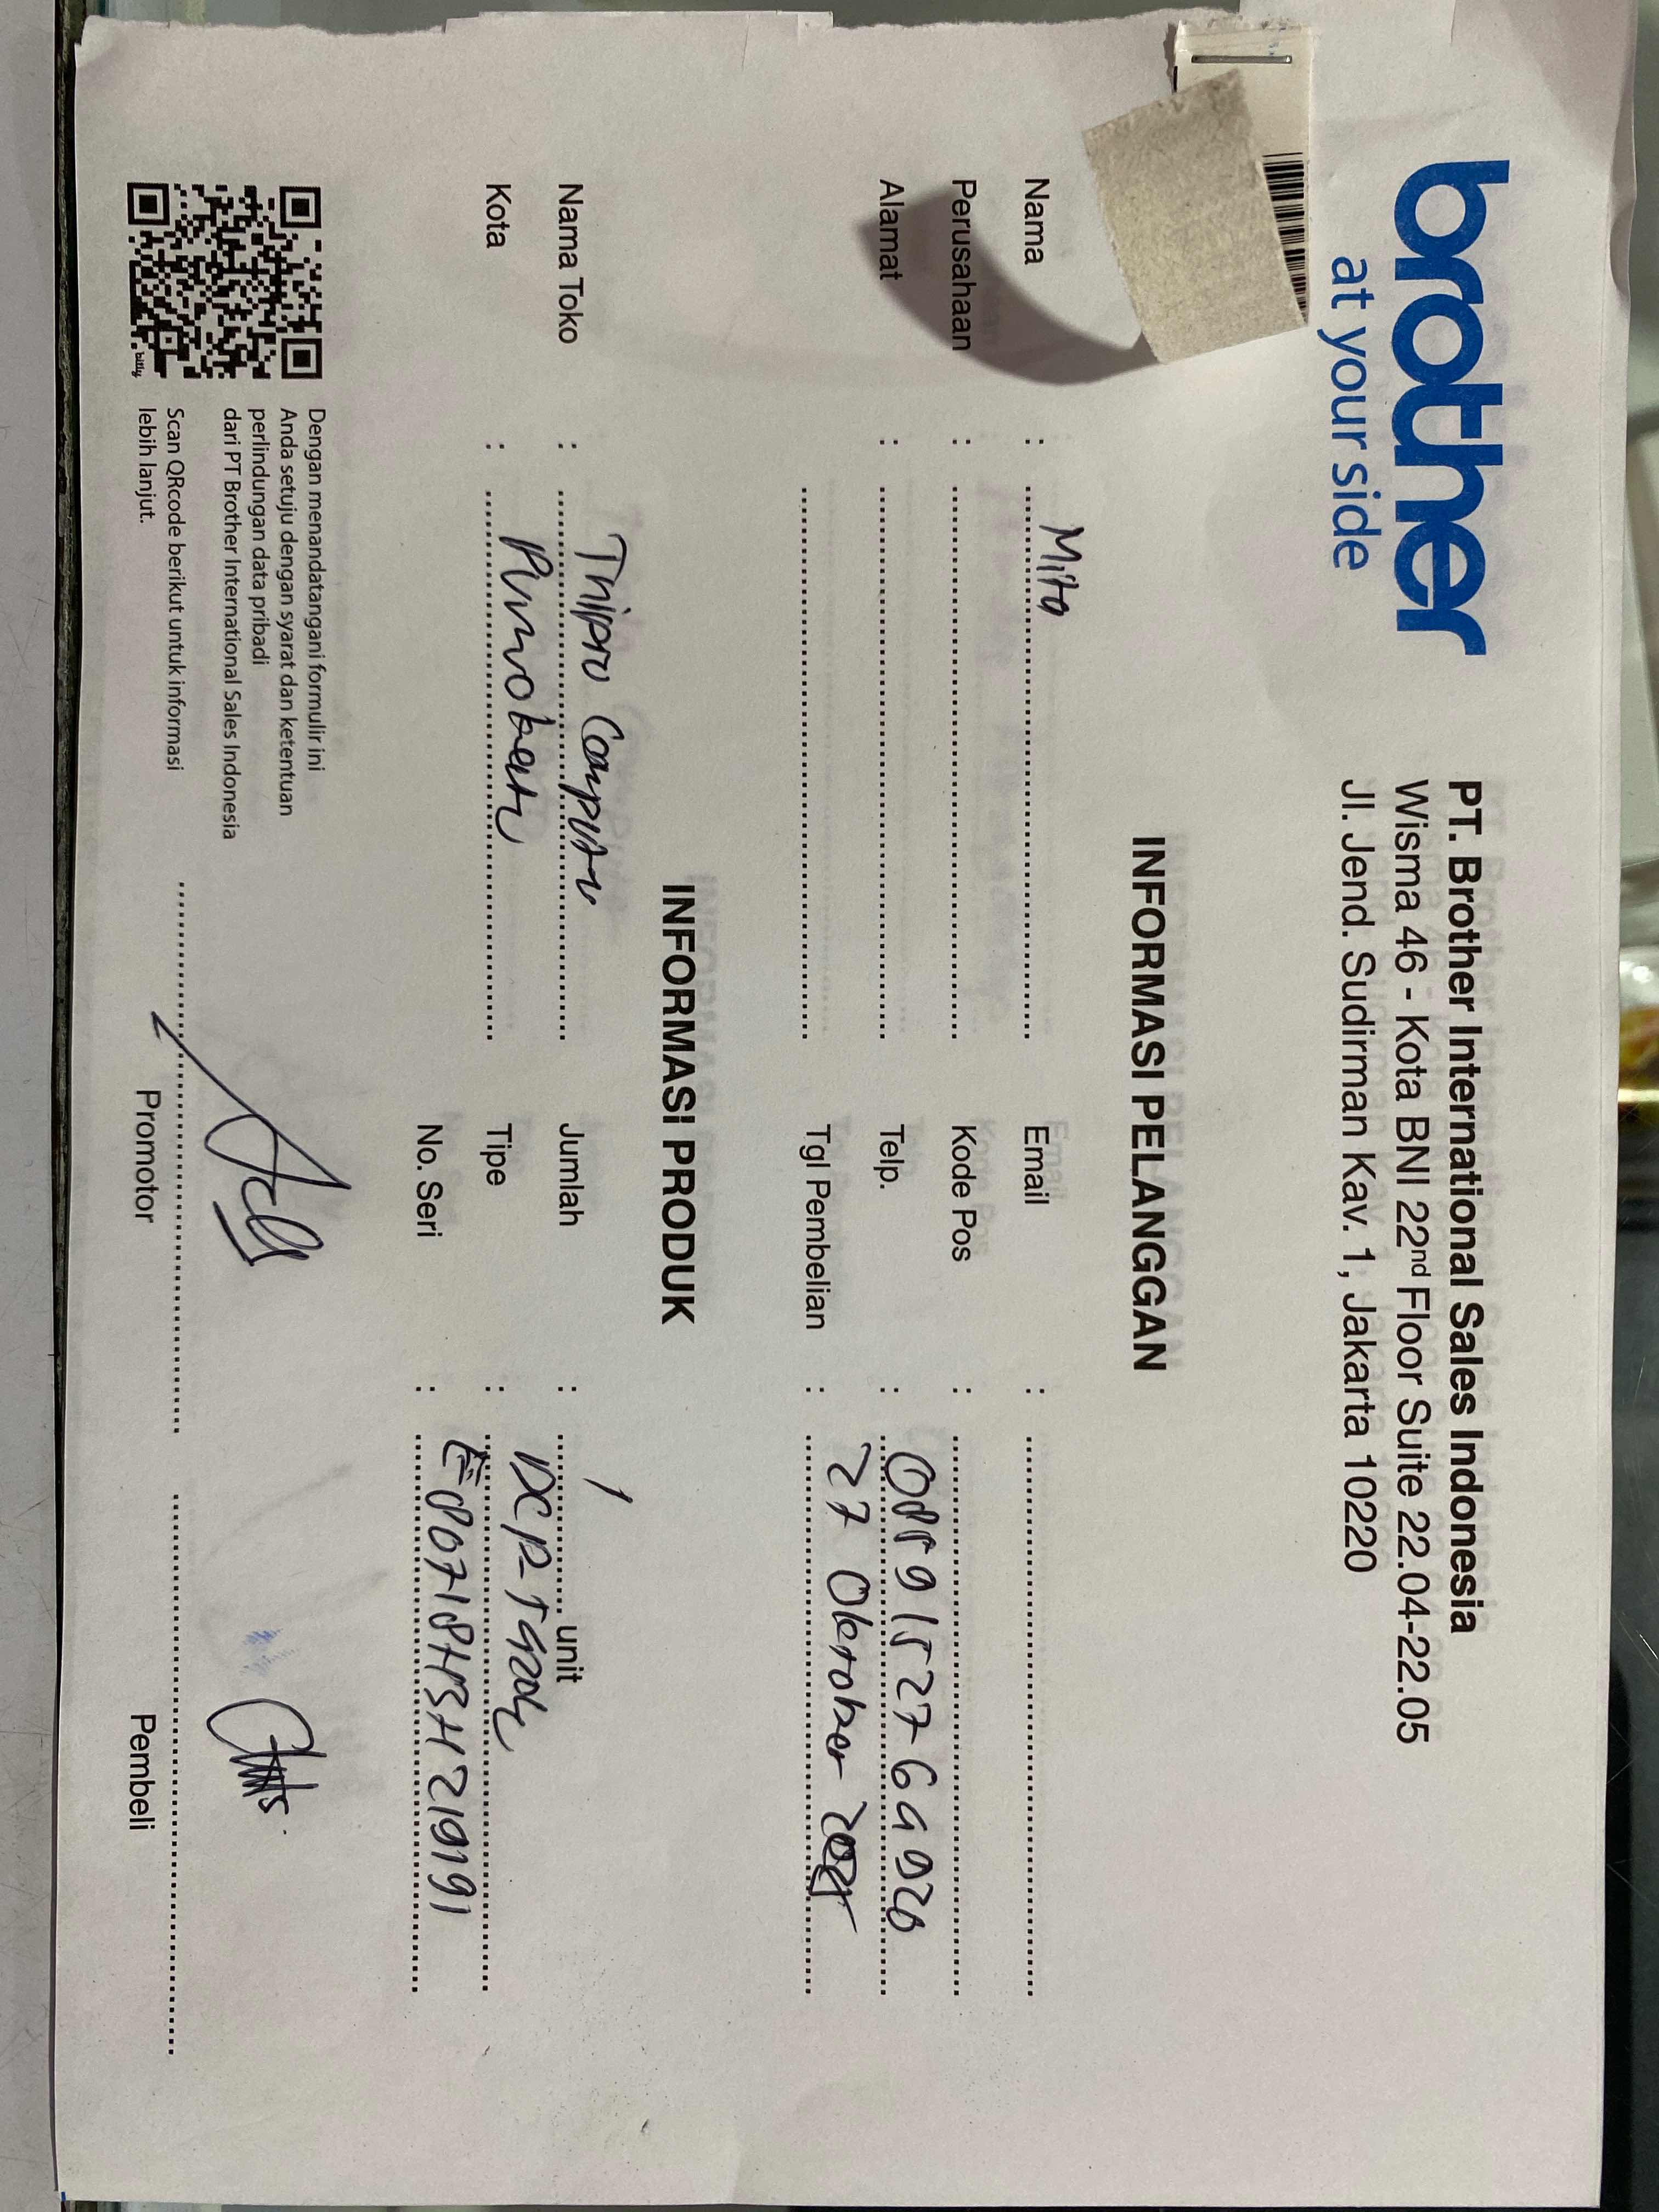 brother
at your side
PT. Brother International Sales Indonesia
Wisma 46 - Kota BNI 22nd Floor Suite 22.04-22.05
Jl. Jend. Sudirman Kav. 1, Jakarta 10220
INFORMASI PELANGGAN
Nama : Mita
Email :
Perusahaan :
Kode Pos :
Alamat :
Telp. :
Tgl Pembelian : 27 Oktober 2025
INFORMASI PRODUK
Nama Toko :
Jumlah : 1 unit
Kota :
Tipe :
No. Seri : E80718H3H219191
Dengan menandatangani formulir ini
Anda setuju dengan syarat dan ketentuan
perlindungan data pribadi
dari PT Brother International Sales Indonesia
Scan QRcode berikut untuk informasi
lebih lanjut.
bitly
Promotor
Pembeli